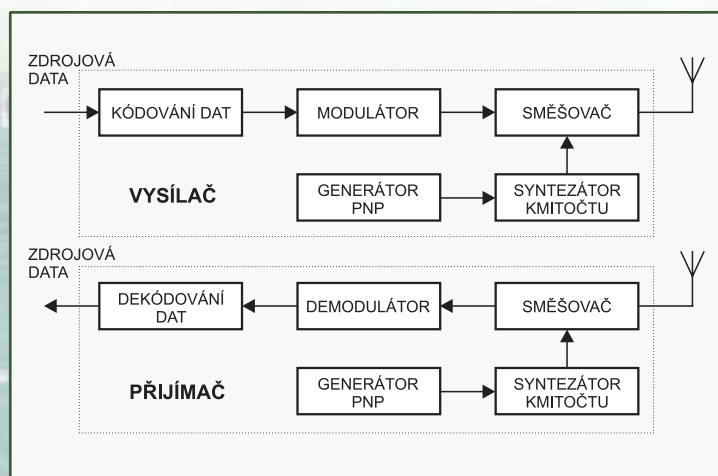 ZDROJOVÁ
DATA
KÓDOVÁNÍ DAT
MODULÁTOR
SMĚŠOVAČ
VYSÍLAČ
GENERÁTOR
PNP
SYNTEZÁTOR
KMITOČTU
ZDROJOVÁ
DATA
DEKÓDOVÁNÍ
DAT
DEMODULÁTOR
SMĚŠOVAČ
PŘIJÍMAČ
GENERÁTOR
PNP
SYNTEZÁTOR
KMITOČTU